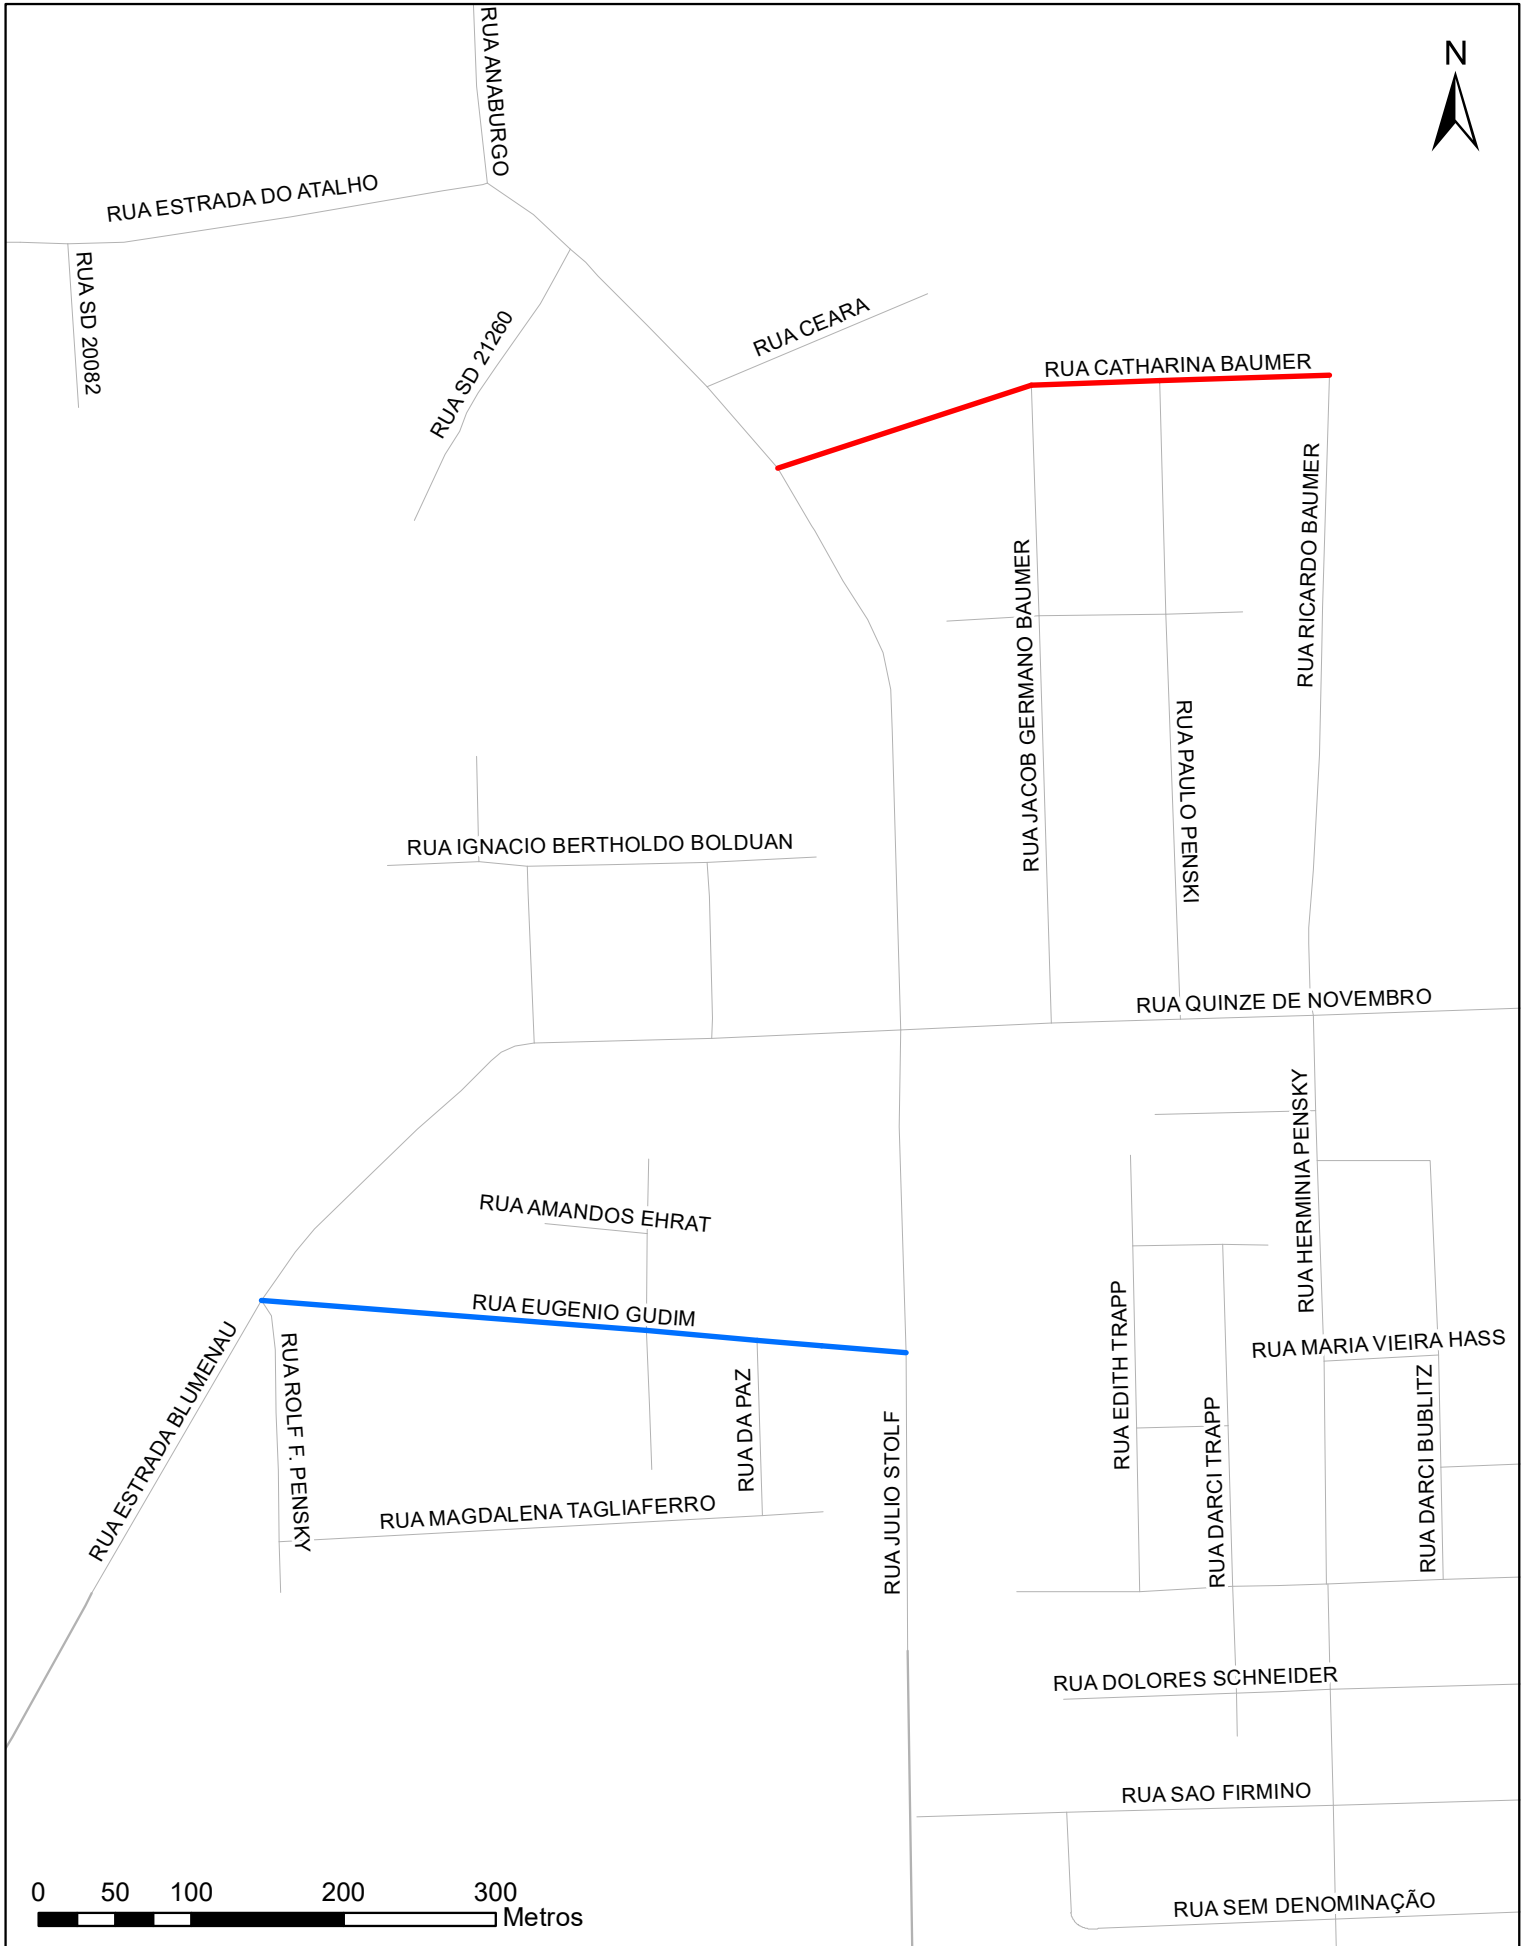 RUA ANABURGO
N
RUA ESTRADA DO ATALHO
RUA SD 20082
RUA SD 21260
RUA CEARA
RUA CATHARINA BAUMER
RUA RICARDO BAUMER
RUA JACOB GERMANO BAUMER
RUA PAULO PENSKI
RUA IGNACIO BERTHOLDO BOLDUAN
RUA QUINZE DE NOVEMBRO
RUA HERMINIA PENSKY
RUA AMANDOS EHRAT
RUA EUGENIO GUDIM
RUA EDITH TRAPP
RUA MARIA VIEIRA HASS
RUA ESTRADA BLUMENAU
RUA ROLF F. PENSKY
RUA DA PAZ
RUA DARCI TRAPP
RUA DARCI BUBLITZ
RUA JULIO STOLF
RUA MAGDALENA TAGLIAFERRO
RUA DOLORES SCHNEIDER
RUA SAO FIRMINO
RUA SEM DENOMINAÇÃO
0 50 100 200 300
Metros